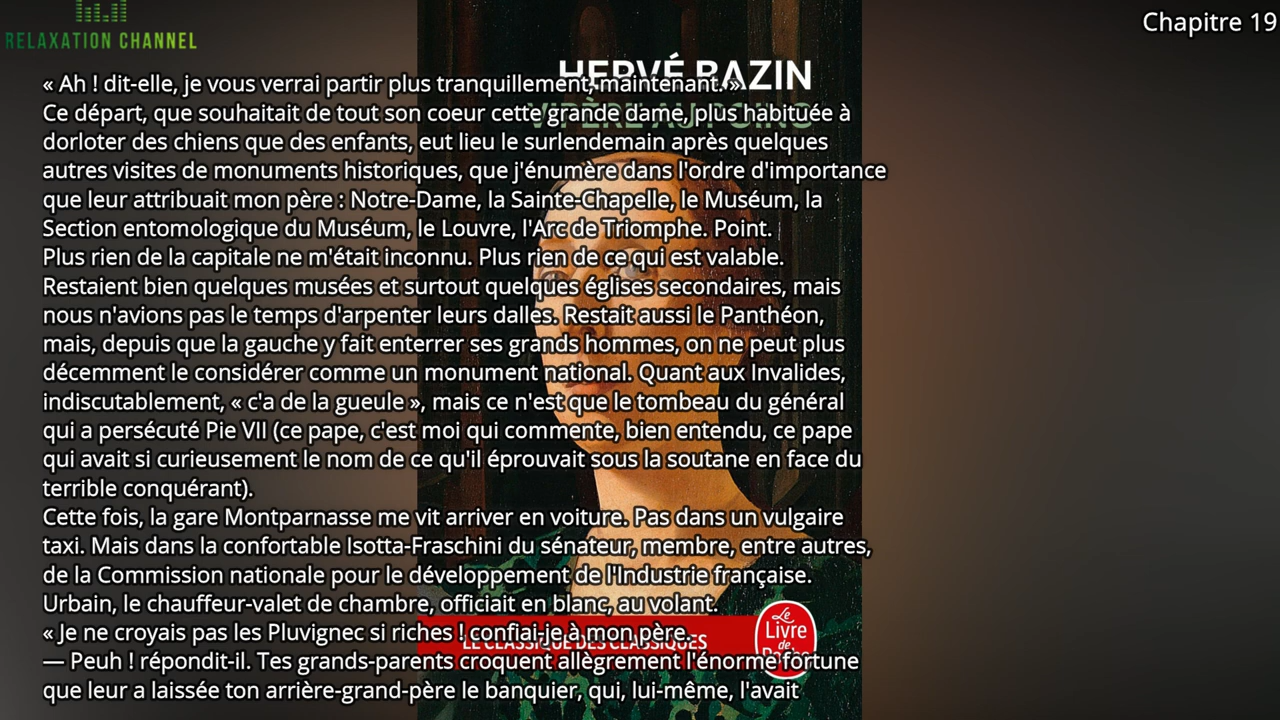 RELAXATION CHANNEL
Chapitre 19
HERVÉ BAZIN
VIPÈRE AU POING
« Ah ! dit-elle, je vous verrai partir plus tranquillement, maintenant. »
Ce départ, que souhaitait de tout son coeur cette grande dame, plus habituée à
dorloter des chiens que des enfants, eut lieu le surlendemain après quelques
autres visites de monuments historiques, que j'énumère dans l'ordre d'importance
que leur attribuait mon père : Notre-Dame, la Sainte-Chapelle, le Muséum, la
Section entomologique du Muséum, le Louvre, l'Arc de Triomphe. Point.
Plus rien de la capitale ne m'était inconnu. Plus rien de ce qui est valable.
Restaient bien quelques musées et surtout quelques églises secondaires, mais
nous n'avions pas le temps d'arpenter leurs dalles. Restait aussi le Panthéon,
mais, depuis que la gauche y fait enterrer ses grands hommes, on ne peut plus
décemment le considérer comme un monument national. Quant aux Invalides,
indiscutablement, « c'a de la gueule », mais ce n'est que le tombeau du général
qui a persécuté Pie VII (ce pape, c'est moi qui commente, bien entendu, ce pape
qui avait si curieusement le nom de ce qu'il éprouvait sous la soutane en face du
terrible conquérant).
Cette fois, la gare Montparnasse me vit arriver en voiture. Pas dans un vulgaire
taxi. Mais dans la confortable Isotta-Fraschini du sénateur, membre, entre autres,
de la Commission nationale pour le développement de l'Industrie française.
Urbain, le chauffeur-valet de chambre, officiait en blanc, au volant.
« Je ne croyais pas les Pluvignec si riches ! confiai-je à mon père.
— Peuh ! répondit-il. Tes grands-parents croquent allègrement l'énorme fortune
que leur a laissée ton arrière-grand-père le banquier, qui, lui-même, l'avait
LE CLASSIQUE DES CLASSIQUES
Le
Livre
de
Poche